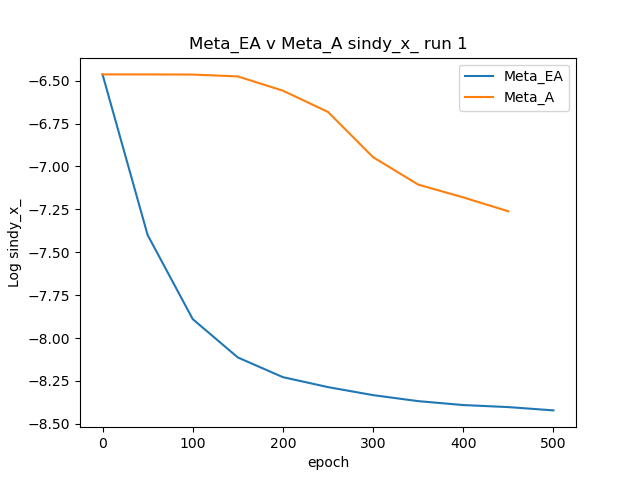 Meta_EA v Meta_A sindy_x_ run 1
Meta_EA
Meta_A
Log sindy_x_
−6.50
−6.75
−7.00
−7.25
−7.50
−7.75
−8.00
−8.25
−8.50
0 100 200 300 400 500
epoch